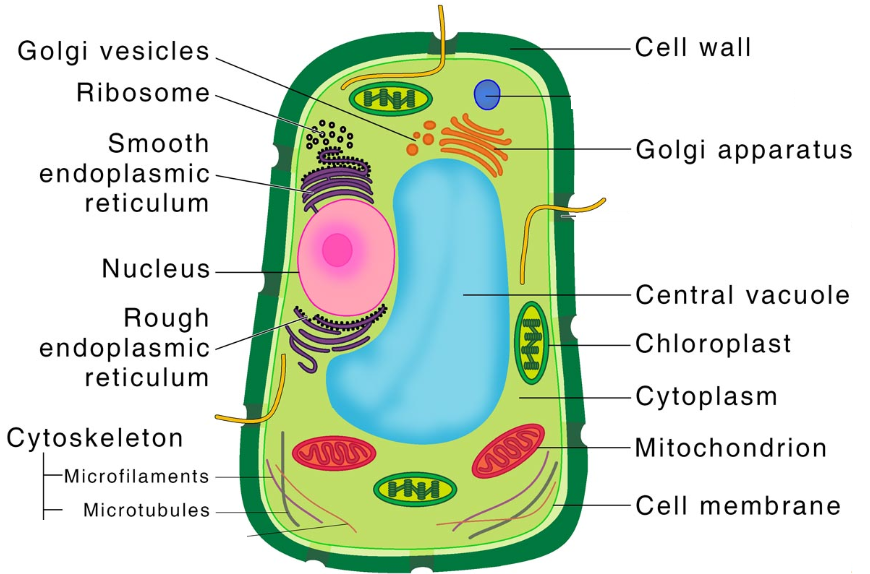 Golgi vesicles
Ribosome
Smooth
endoplasmic
reticulum
Nucleus
Rough
endoplasmic
reticulum
Cytoskeleton
Microfilaments
Microtubules
Cell wall
Golgi apparatus
Central vacuole
Chloroplast
Cytoplasm
Mitochondrion
Cell membrane